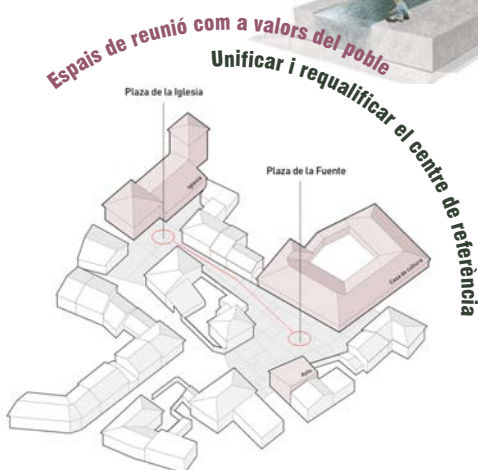 Espais de reunió com a valors del poble
Unificar i requalificar el centre de referència
Plaza de la Iglesia
Plaza de la Fuente
Iglesia
Casa de cultura
Ayto